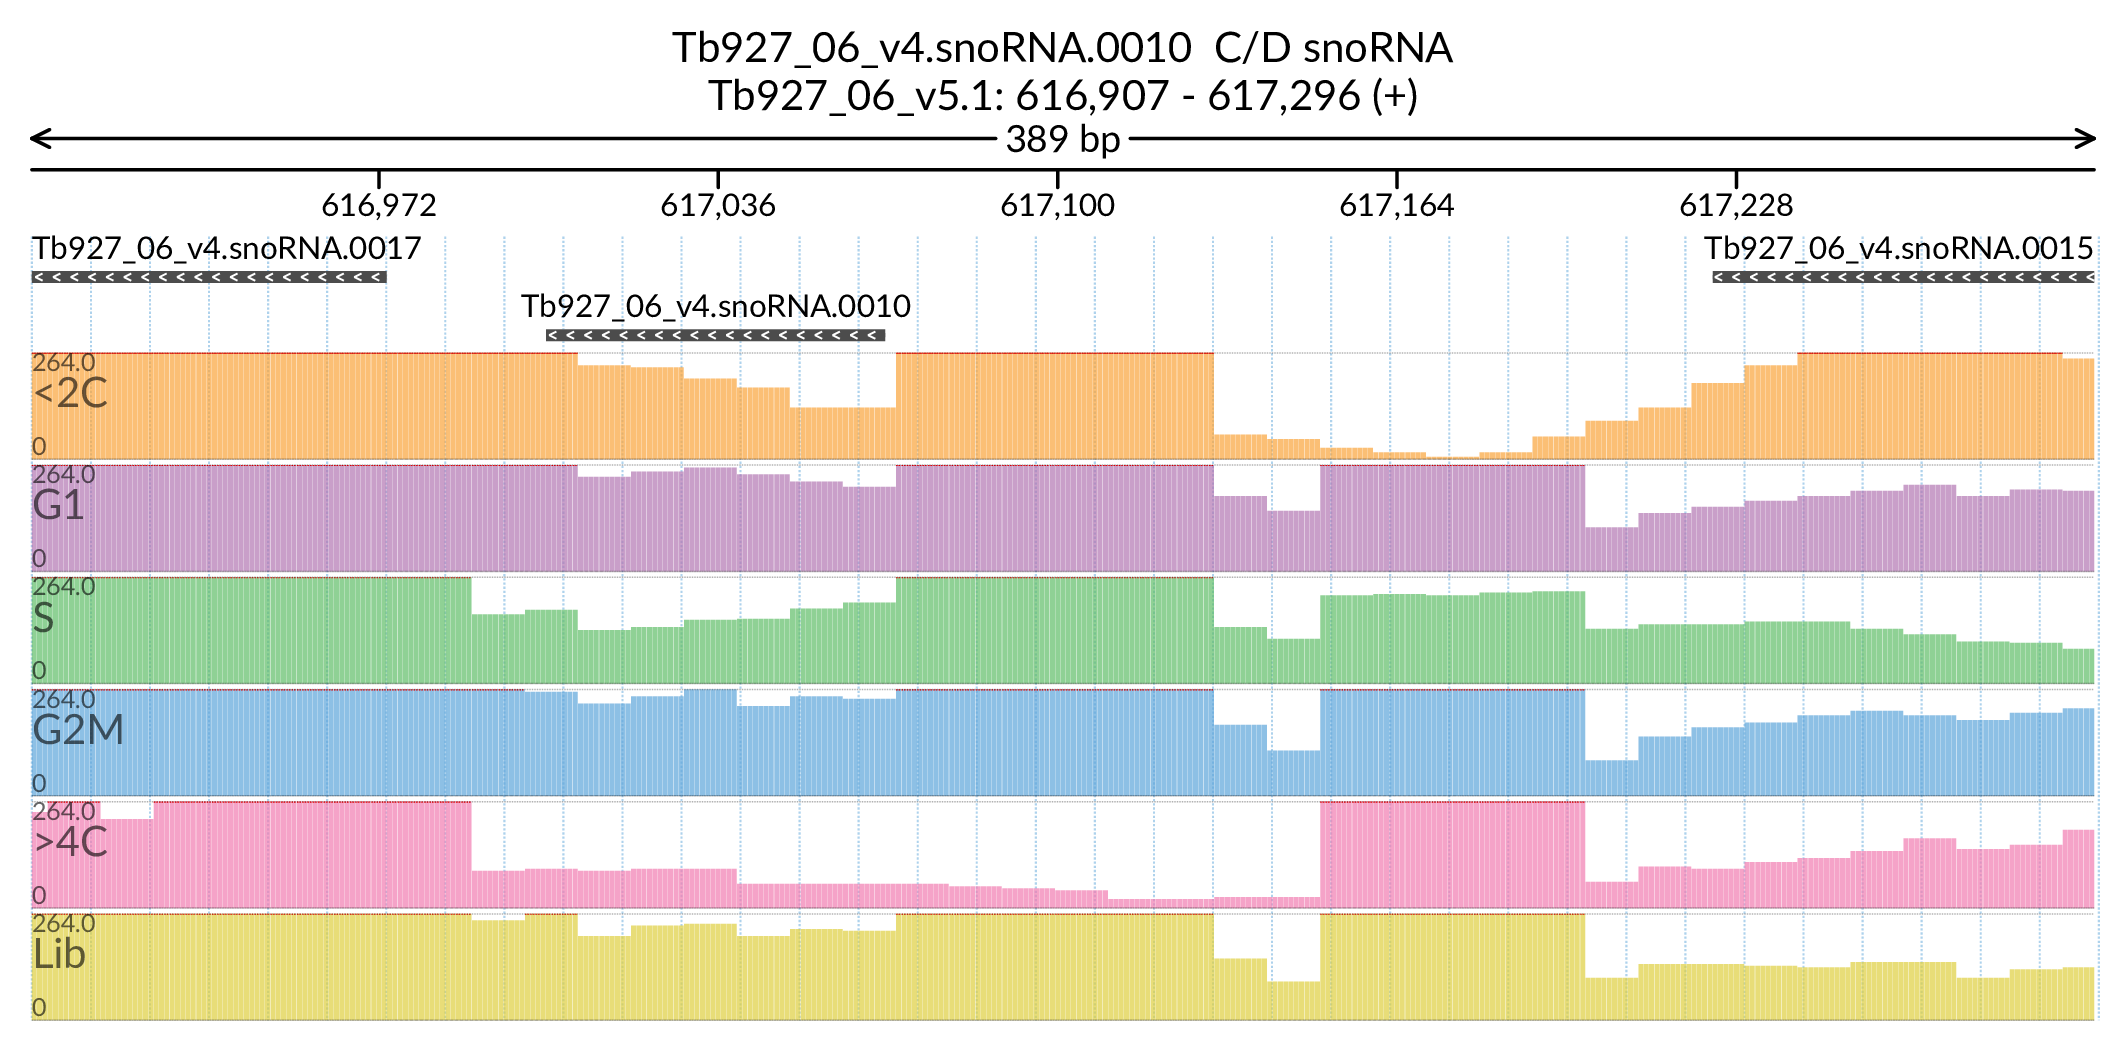 Tb927_06_v4.snoRNA.0010  C/D snoRNA
Tb927_06_v5.1: 616,907 - 617,296 (+)
389 bp
616,972 617,036 617,100 617,164 617,228
Tb927_06_v4.snoRNA.0017 Tb927_06_v4.snoRNA.0015
Tb927_06_v4.snoRNA.0010
264.0
<2C
0
264.0
G1
0
264.0
S
0
264.0
G2M
0
264.0
>4C
0
264.0
Lib
0